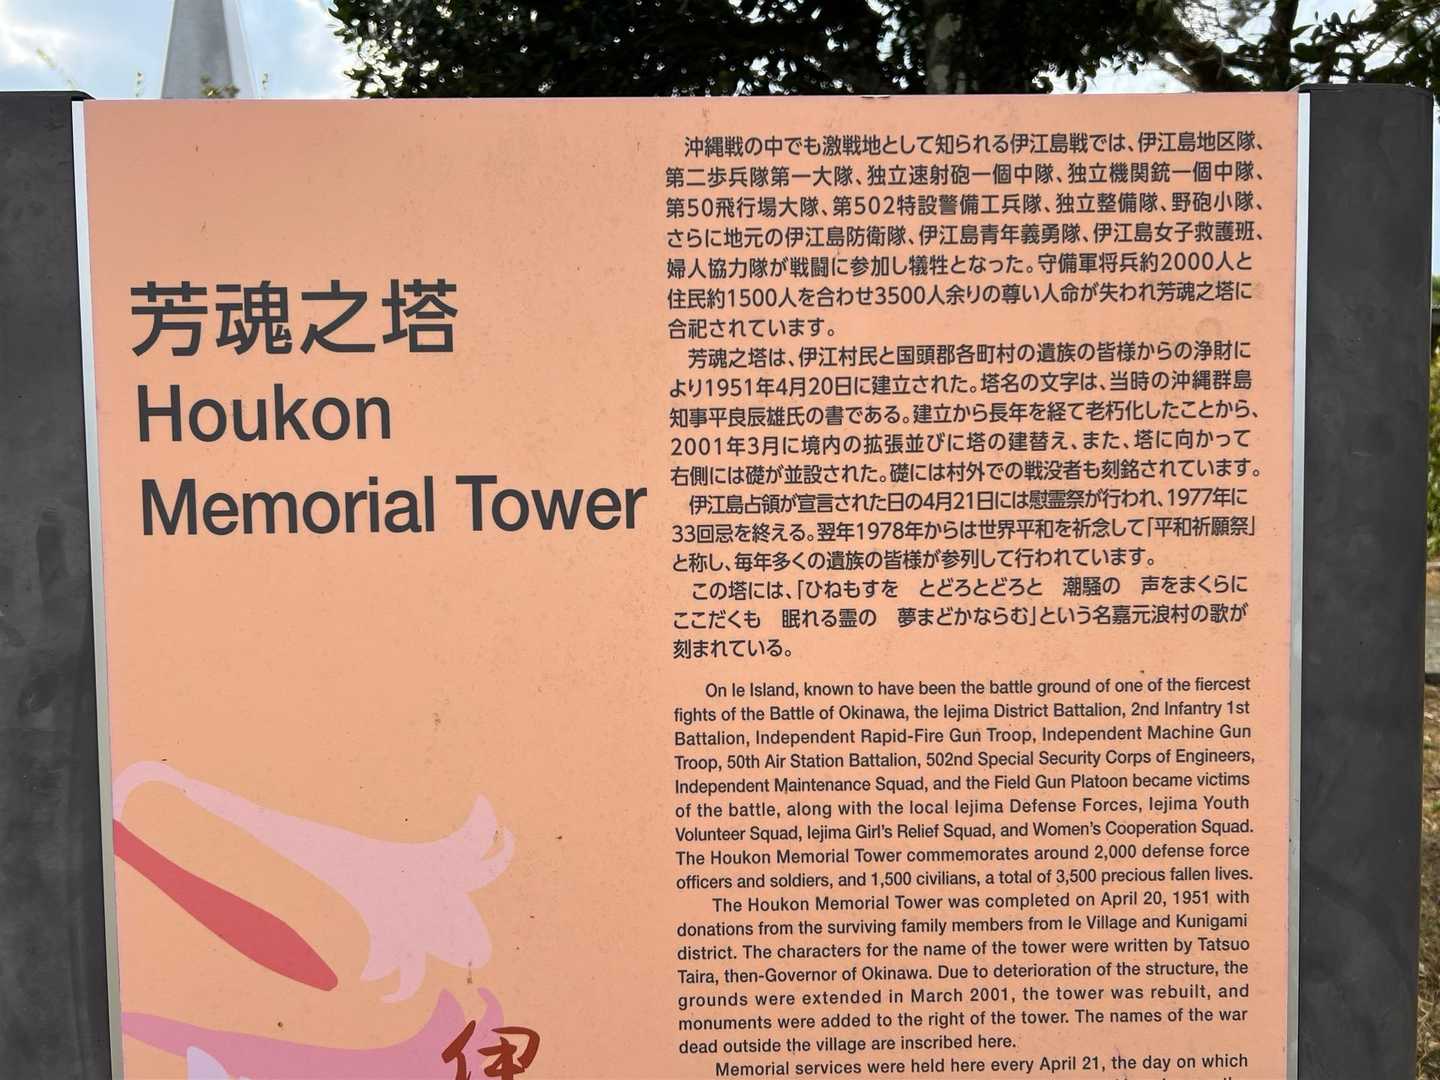 芳魂之塔
Houkon
Memorial Tower
沖縄戦の中でも激戦地として知られる伊江島戦では、伊江島地区隊、
第二歩兵隊第一大隊、独立速射砲一個中隊、独立機関銃一個中隊、
第50飛行場大隊、第502特設警備工兵隊、独立整備隊、野砲小隊、
さらに地元の伊江島防衛隊、伊江島青年義勇隊、伊江島女子救護班、
婦人協力隊が戦闘に参加し犠牲となった。守備軍将兵約2000人と
住民約1500人を合わせ3500人余りの尊い人命が失われ芳魂之塔に
合祀されています。
芳魂之塔は、伊江村民と国頭郡各町村の遺族の皆様からの浄財に
より1951年4月20日に建立された。塔名の文字は、当時の沖縄群島
知事平良辰雄氏の書である。建立から長年を経て老朽化したことから、
2001年3月に境内の拡張並びに塔の建替え、また、塔に向かって
右側には礎が並設された。礎には村外での戦没者も刻銘されています。
伊江島占領が宣言された日の4月21日には慰霊祭が行われ、1977年に
33回忌を終える。翌年1978年からは世界平和を祈念して「平和祈願祭」
と称し、毎年多くの遺族の皆様が参列して行われています。
この塔には、「ひねもすを　とどろとどろと　潮騒の　声をまくらに
ここだくも　眠れる霊の　夢まどかならむ」という名嘉元浪村の歌が
刻まれている。
On Ie Island, known to have been the battle ground of one of the fiercest
fights of the Battle of Okinawa, the Iejima District Battalion, 2nd Infantry 1st
Battalion, Independent Rapid-Fire Gun Troop, Independent Machine Gun
Troop, 50th Air Station Battalion, 502nd Special Security Corps of Engineers,
Independent Maintenance Squad, and the Field Gun Platoon became victims
of the battle, along with the local Iejima Defense Forces, Iejima Youth
Volunteer Squad, Iejima Girl's Relief Squad, and Women's Cooperation Squad.
The Houkon Memorial Tower commemorates around 2,000 defense force
officers and soldiers, and 1,500 civilians, a total of 3,500 precious fallen lives.
The Houkon Memorial Tower was completed on April 20, 1951 with
donations from the surviving family members from Ie Village and Kunigami
district. The characters for the name of the tower were written by Tatsuo
Taira, then-Governor of Okinawa. Due to deterioration of the structure, the
grounds were extended in March 2001, the tower was rebuilt, and
monuments were added to the right of the tower. The names of the war
dead outside the village are inscribed here.
Memorial services were held here every April 21, the day on which
伊